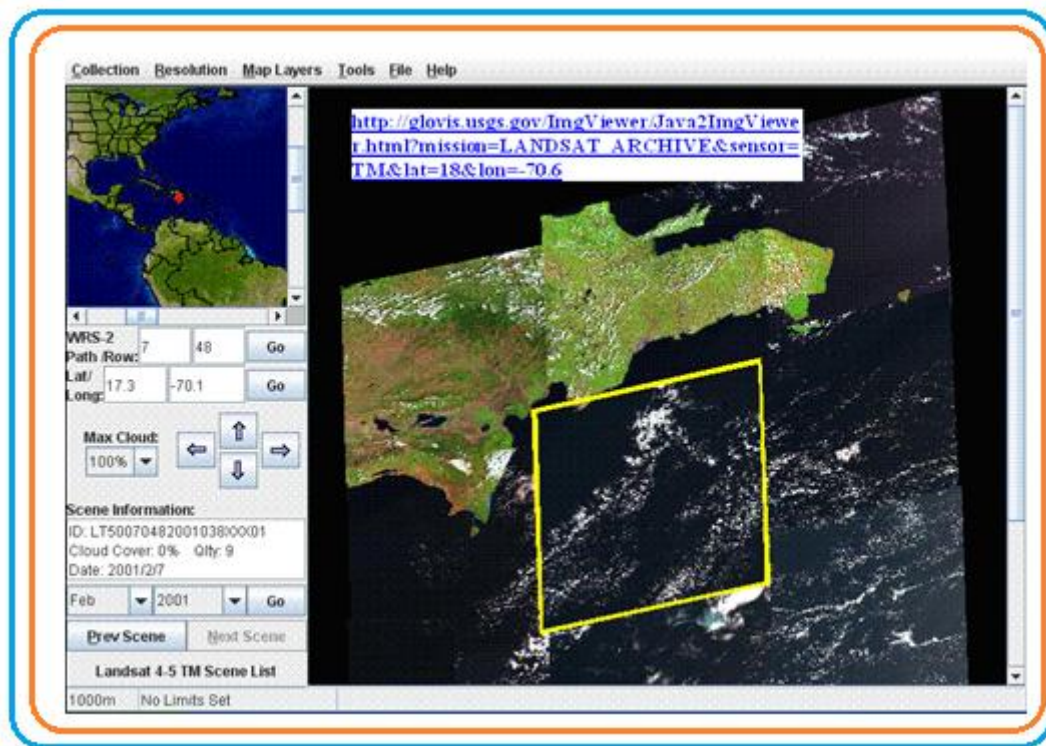 Collection Resolution Map Layers Tools File Help
http://glovis.usgs.gov/ImgViewer/Java2ImgViewe
r.html?mission=LANDSAT_ARCHIVE&sensor=
TM&lat=18&lon=-70.6
WRS-2
Path /Row: 7 48 Go
Lat/
Long: 17.3 -70.1 Go
Max Cloud:
100%
Scene Information:
ID: LT50070482001038XXX01
Cloud Cover: 0% Qlty: 9
Date: 2001/2/7
Feb 2001 Go
Prev Scene Next Scene
Landsat 4-5 TM Scene List
1000m No Limits Set